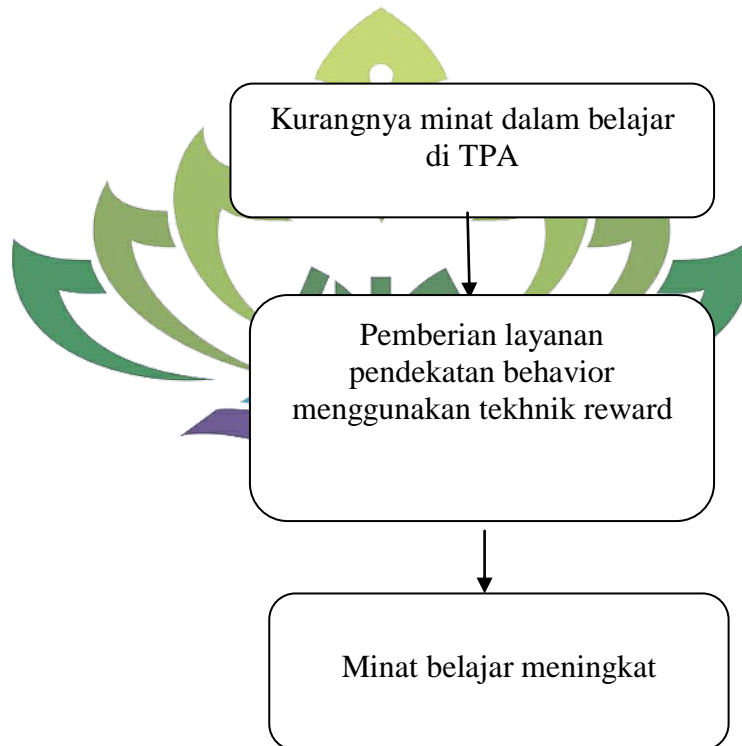 Kurangnya minat dalam belajar
di TPA
Pemberian layanan
pendekatan behavior
menggunakan tekhnik reward
Minat belajar meningkat